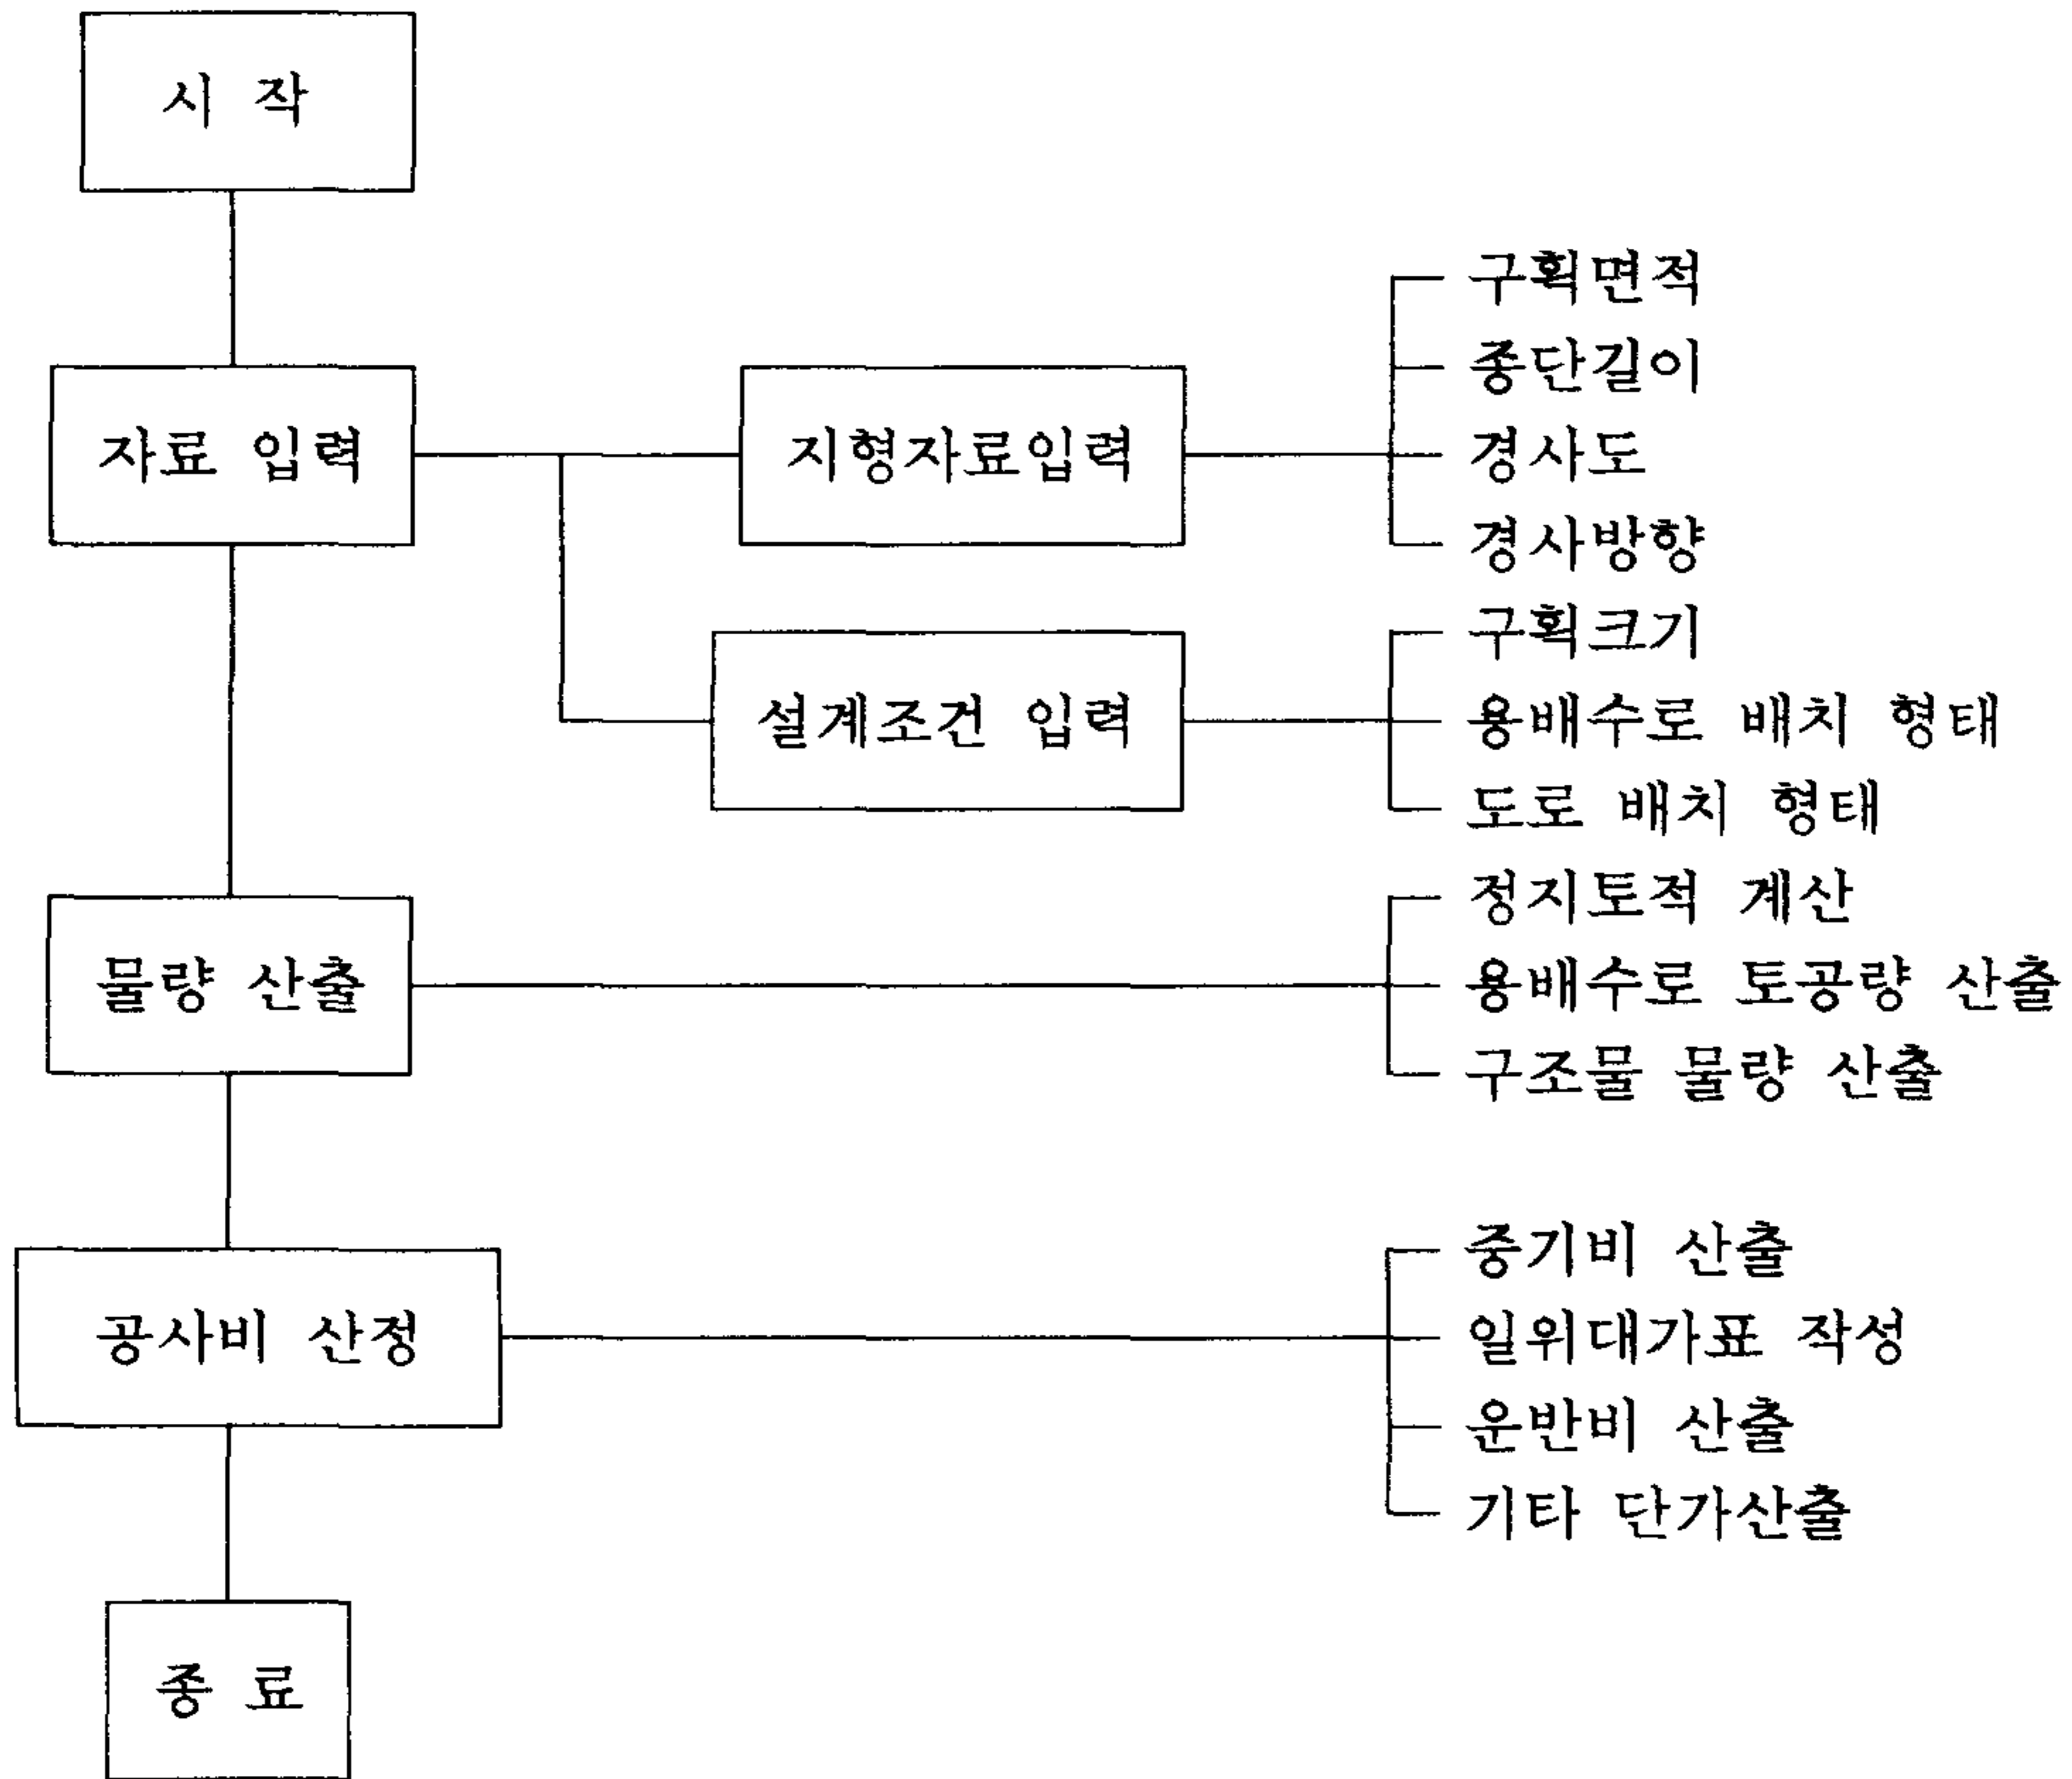 시 작
구획면적
종단길이
자료 입력
지형자료입력
경사도
경사방향
구획크기
설계조건 입력
용배수로 배치 형태
도로 배치 형태
정지토적 계산
물량 산출
용배수로 토공량 산출
구조물 물량 산출
중기비 산출
공사비 산정
일위대가표 작성
운반비 산출
기타 단가산출
종 료